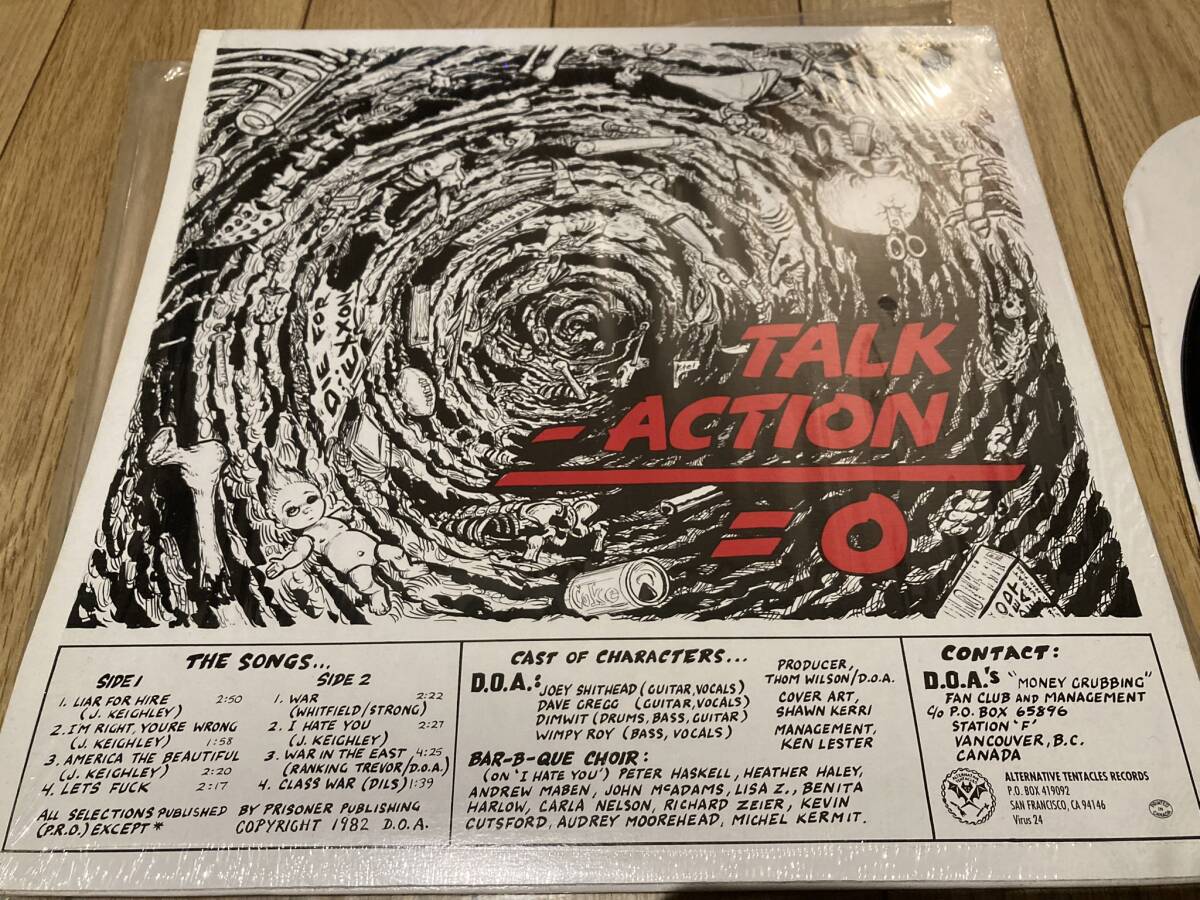 NOXXE:
D.O.A.
TALK
- ACTION
= 0
Coke
THE SONGS...
SIDE 1
1. LIAR FOR HIRE 2:50
(J. KEIGHLEY)
2. I'M RIGHT, YOU'RE WRONG
(J. KEIGHLEY) 1:58
3. AMERICA THE BEAUTIFUL
(J. KEIGHLEY) 2:20
4. LETS FUCK 2:17
SIDE 2
1. WAR 2:22
(WHITFIELD/STRONG)
2. I HATE YOU 2:27
(J. KEIGHLEY)
3. WAR IN THE EAST 4:25
(RANKING TREVOR/D.O.A.)
4. CLASS WAR (DILS) 1:39
ALL SELECTIONS PUBLISHED BY PRISONER PUBLISHING
(P.R.O.) EXCEPT * COPYRIGHT 1982 D.O.A.
CAST OF CHARACTERS...
D.O.A.: JOEY SHITHEAD (GUITAR, VOCALS)
DAVE GREGG (GUITAR, VOCALS)
DIMWIT (DRUMS, BASS, GUITAR)
WIMPY ROY (BASS, VOCALS)
PRODUCER,
THOM WILSON/D.O.A.
COVER ART,
SHAWN KERRI
MANAGEMENT,
KEN LESTER
BAR-B-QUE CHOIR:
(ON 'I HATE YOU') PETER HASKELL, HEATHER HALEY,
ANDREW MABEN, JOHN McADAMS, LISA Z., BENITA
HARLOW, CARLA NELSON, RICHARD ZEIER, KEVIN
CUTSFORD, AUDREY MOOREHEAD, MICHEL KERMIT.
CONTACT:
D.O.A.'s "MONEY GRUBBING"
FAN CLUB AND MANAGEMENT
C/o P.O. BOX 65896
STATION 'F'
VANCOUVER, B.C.
CANADA
ALTERNATIVE TENTACLES RECORDS
P.O. BOX 419092
SAN FRANCISCO, CA 94146
Virus 24
PRINTED
IN
CANADA